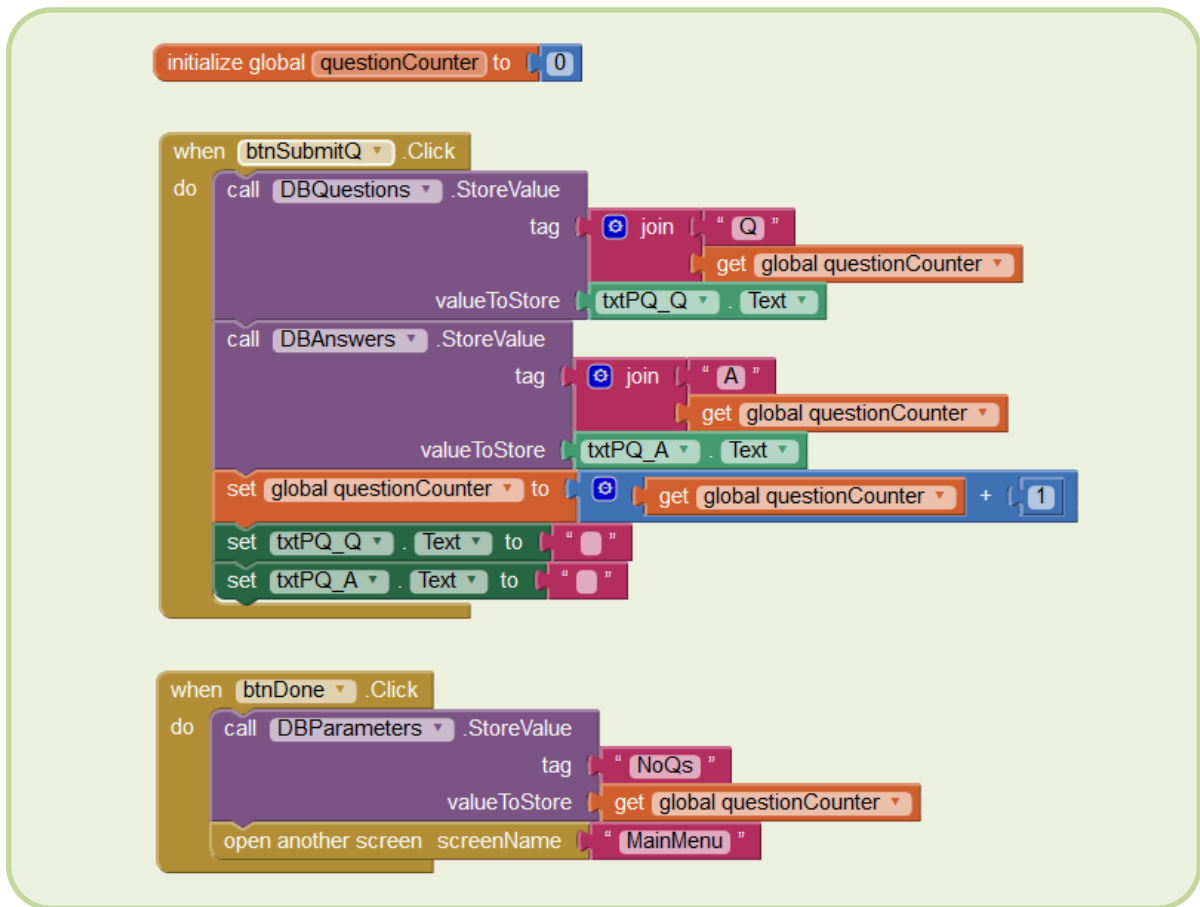 initialize global questionCounter to 0
when btnSubmitQ .Click
do call DBQuestions .StoreValue
tag join " Q "
get global questionCounter
valueToStore txtPQ_Q . Text
call DBAnswers .StoreValue
tag join " A "
get global questionCounter
valueToStore txtPQ_A . Text
set global questionCounter to get global questionCounter + 1
set txtPQ_Q . Text to " "
set txtPQ_A . Text to " "
when btnDone .Click
do call DBParameters .StoreValue
tag " NoQs "
valueToStore get global questionCounter
open another screen screenName " MainMenu "